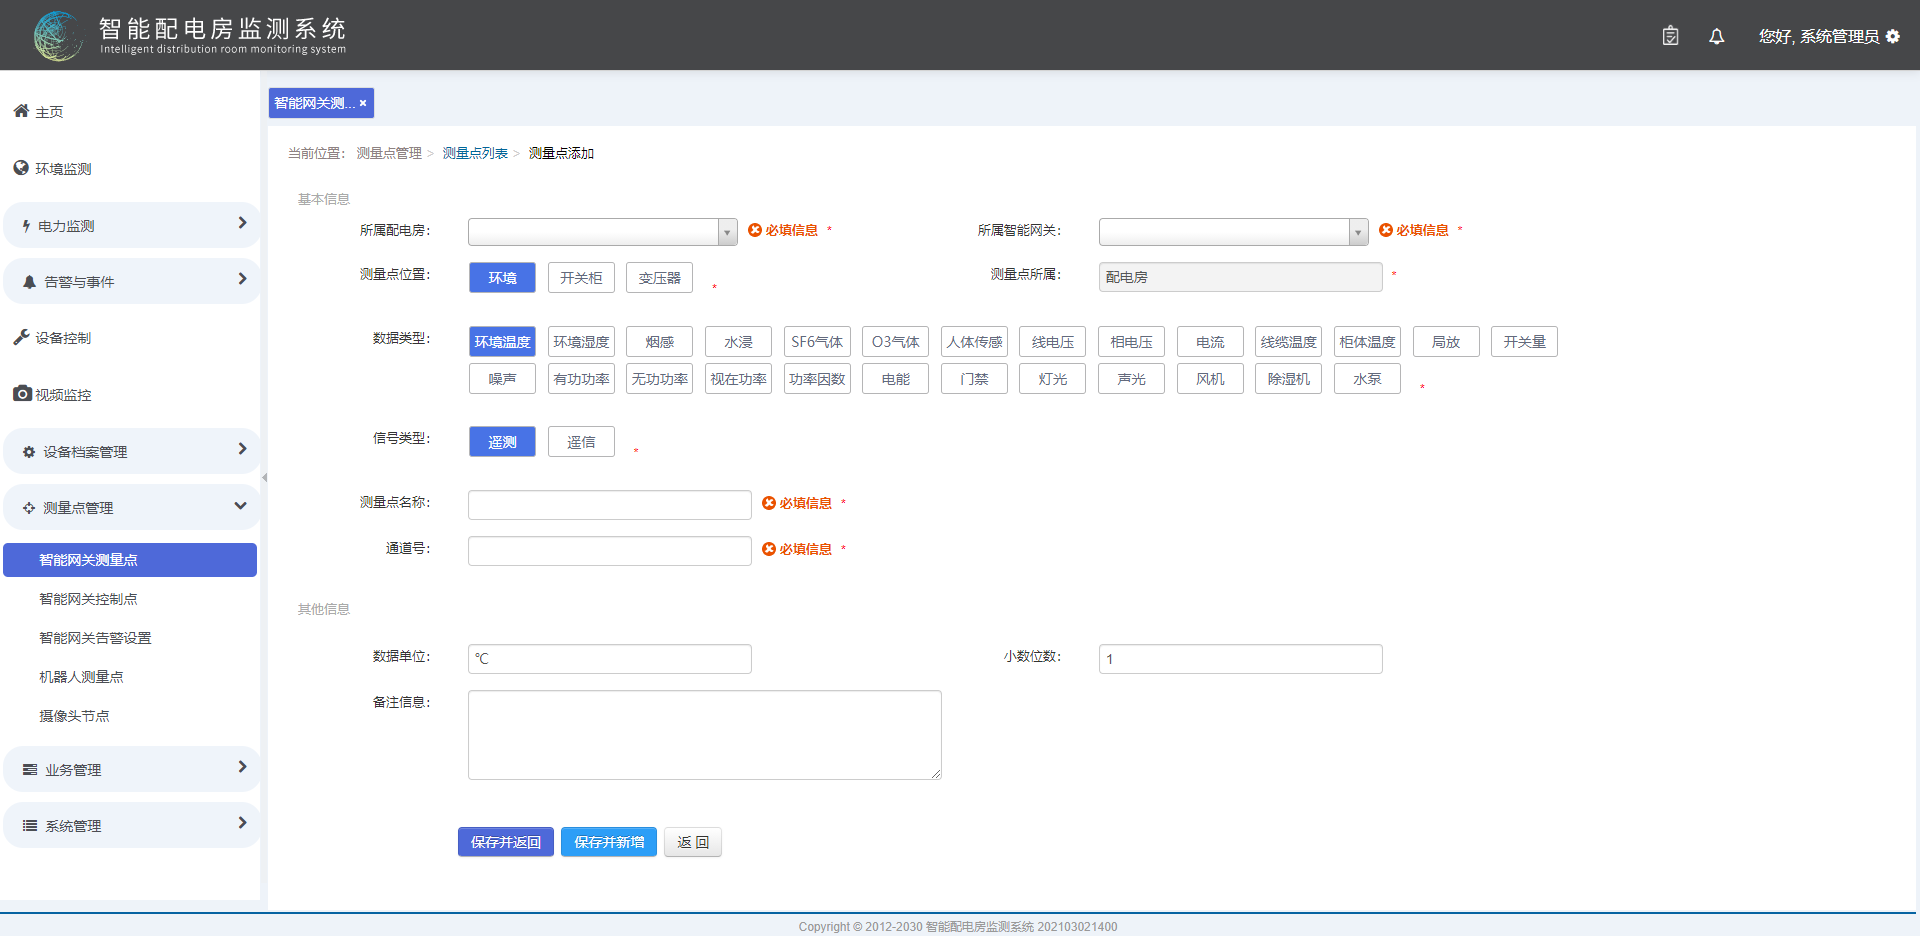 智能配电房监测系统
Intelligent distribution room monitoring system
您好, 系统管理员
主页
环境监测
电力监测
告警与事件
设备控制
视频监控
设备档案管理
测量点管理
智能网关测量点
智能网关控制点
智能网关告警设置
机器人测量点
摄像头节点
业务管理
系统管理
智能网关测... ×
当前位置： 测量点管理 > 测量点列表 > 测量点添加
基本信息
所属配电房： 必填信息 * 所属智能网关： 必填信息 *
测量点位置： 环境 开关柜 变压器 * 测量点所属： 配电房 *
数据类型： 环境温度 环境湿度 烟感 水浸 SF6气体 O3气体 人体传感 线电压 相电压 电流 线缆温度 柜体温度 局放 开关量
噪声 有功功率 无功功率 视在功率 功率因数 电能 门禁 灯光 声光 风机 除湿机 水泵 *
信号类型： 遥测 遥信 *
测量点名称： 必填信息 *
通道号： 必填信息 *
其他信息
数据单位： ℃ 小数位数： 1
备注信息：
保存并返回 保存并新增 返 回
Copyright © 2012-2030 智能配电房监测系统 202103021400